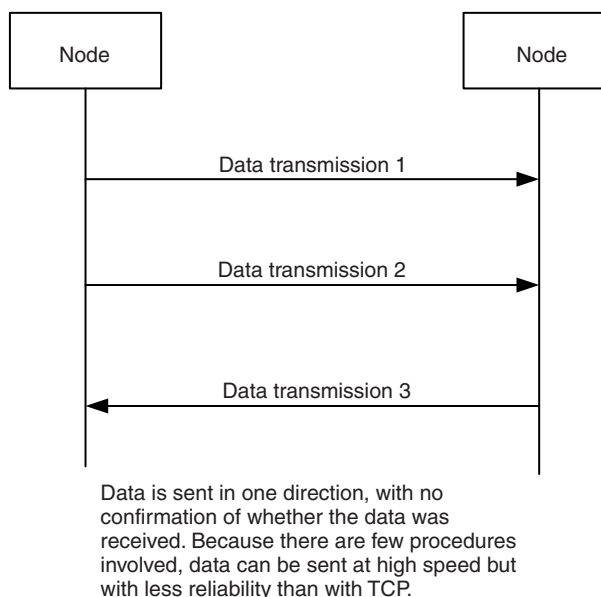 Node
Node
Data transmission 1
Data transmission 2
Data transmission 3
Data is sent in one direction, with no
confirmation of whether the data was
received. Because there are few procedures
involved, data can be sent at high speed but
with less reliability than with TCP.